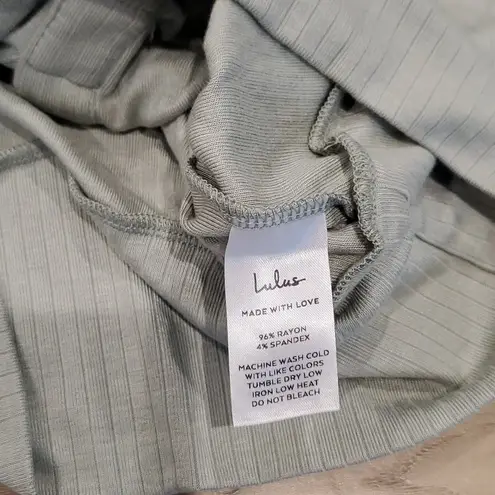 Lulus
MADE WITH LOVE
96% RAYON
4% SPANDEX
MACHINE WASH COLD
WITH LIKE COLORS
TUMBLE DRY LOW
IRON LOW HEAT
DO NOT BLEACH